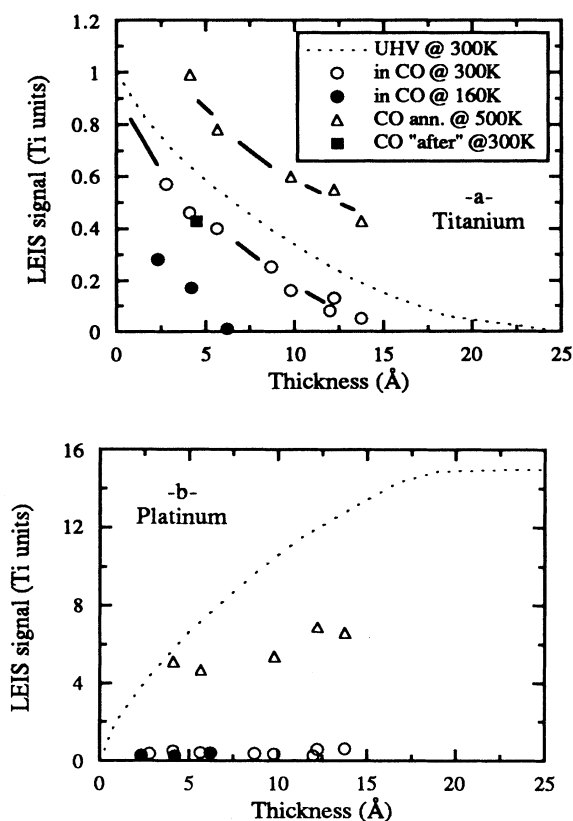 1.2
1
0.8
0.6
0.4
0.2
0
LEIS signal (Ti units)
UHV @ 300K
in CO @ 300K
in CO @ 160K
CO ann. @ 500K
CO "after" @300K
-a-
Titanium
0 5 10 15 20 25
Thickness (Å)
16
12
8
4
0
LEIS signal (Ti units)
-b-
Platinum
0 5 10 15 20 25
Thickness (Å)